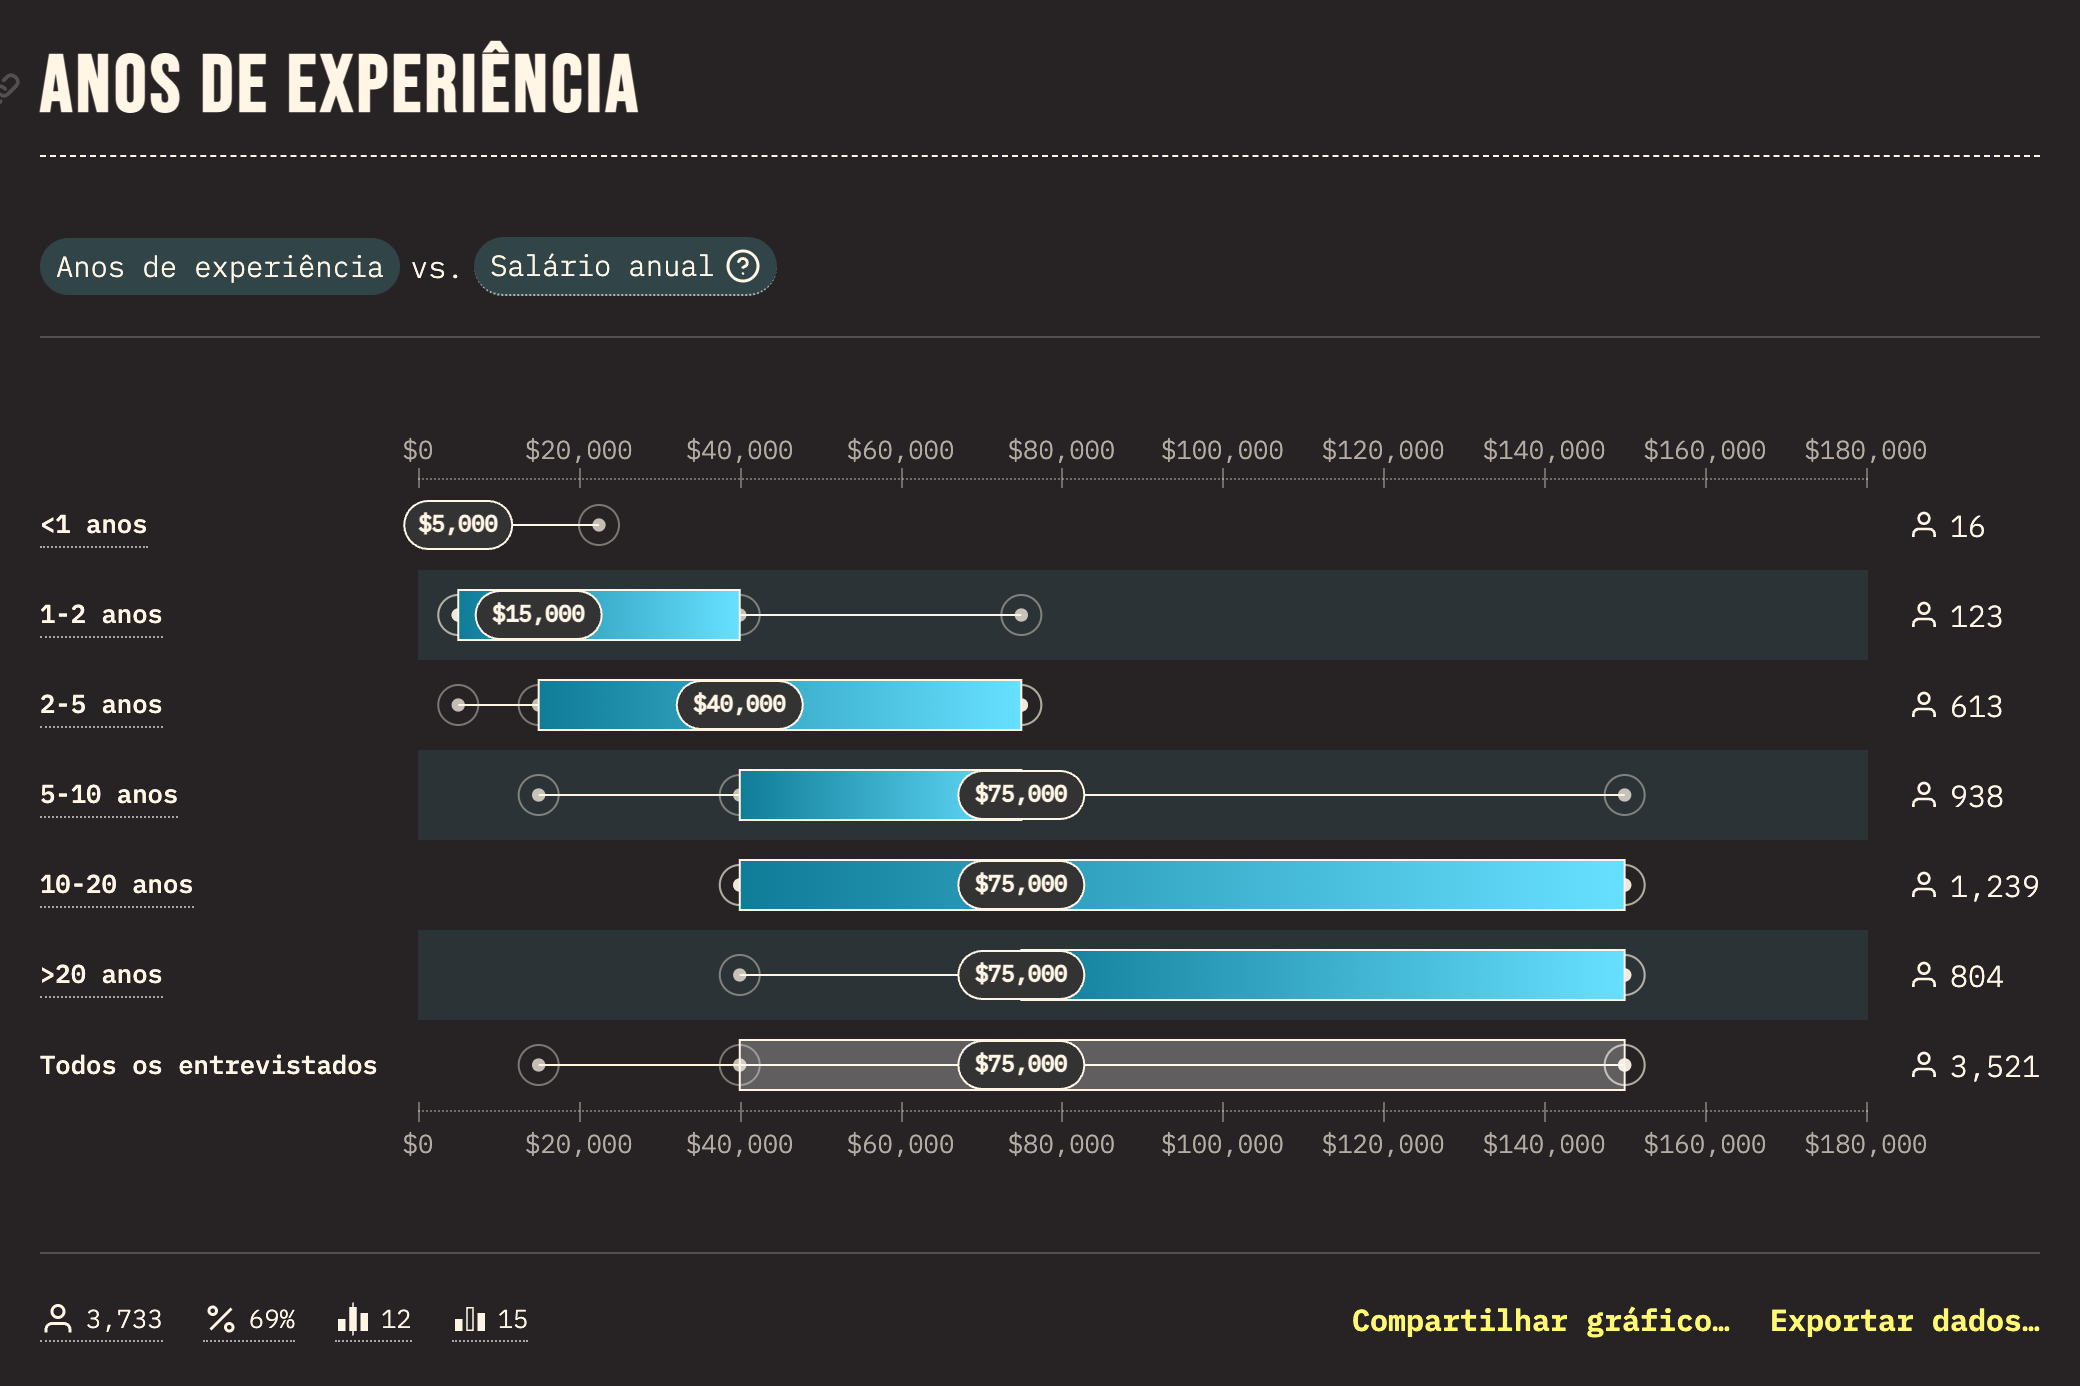 ANOS DE EXPERIÊNCIA
Anos de experiência vs. Salário anual ?
$0 $20,000 $40,000 $60,000 $80,000 $100,000 $120,000 $140,000 $160,000 $180,000
<1 anos $5,000 16
1-2 anos $15,000 123
2-5 anos $40,000 613
5-10 anos $75,000 938
10-20 anos $75,000 1,239
>20 anos $75,000 804
Todos os entrevistados $75,000 3,521
$0 $20,000 $40,000 $60,000 $80,000 $100,000 $120,000 $140,000 $160,000 $180,000
3,733 % 69% 12 15 Compartilhar gráfico… Exportar dados…